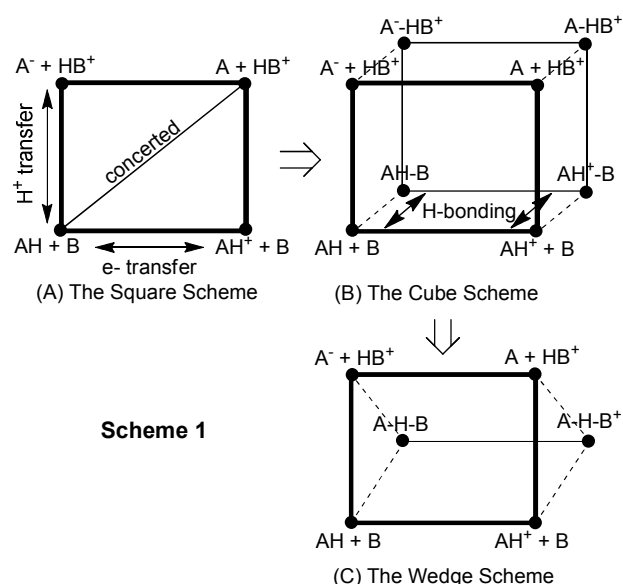 A⁻ + HB⁺
A + HB⁺
H⁺ transfer
concerted
AH + B
AH⁺ + B
e- transfer
(A) The Square Scheme
A⁻-HB⁺
A-HB⁺
A⁻ + HB⁺
A + HB⁺
AH-B
AH⁺-B
H-bonding
AH + B
AH⁺ + B
(B) The Cube Scheme
Scheme 1
A⁻ + HB⁺
A + HB⁺
A-H-B
A-H-B⁺
AH + B
AH⁺ + B
(C) The Wedge Scheme